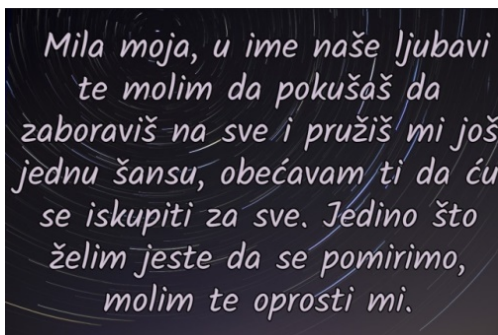 Mila moja, u ime naše ljubavi
te molim da pokušaš da
zaboraviš na sve i pružiš mi još
jednu šansu, obećavam ti da ću
se iskupiti za sve. Jedino što
želim jeste da se pomirimo,
molim te oprosti mi.